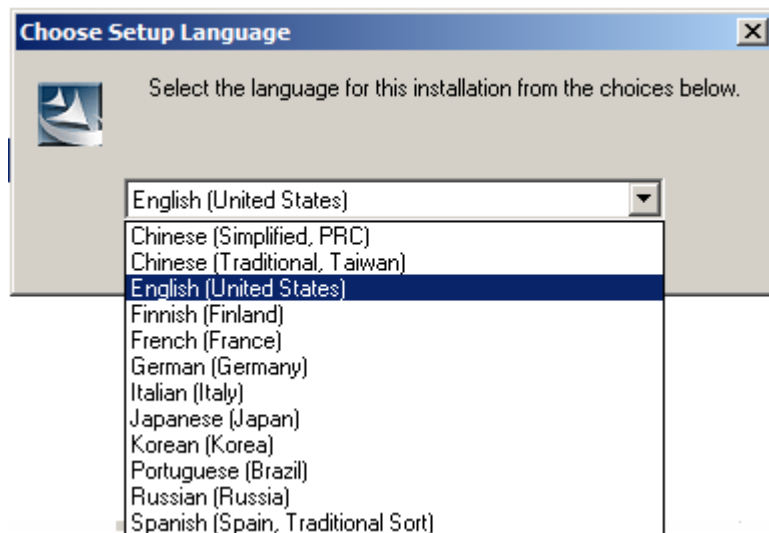 Choose Setup Language
Select the language for this installation from the choices below.
English (United States)
Chinese (Simplified, PRC)
Chinese (Traditional, Taiwan)
English (United States)
Finnish (Finland)
French (France)
German (Germany)
Italian (Italy)
Japanese (Japan)
Korean (Korea)
Portuguese (Brazil)
Russian (Russia)
Spanish (Spain, Traditional Sort)